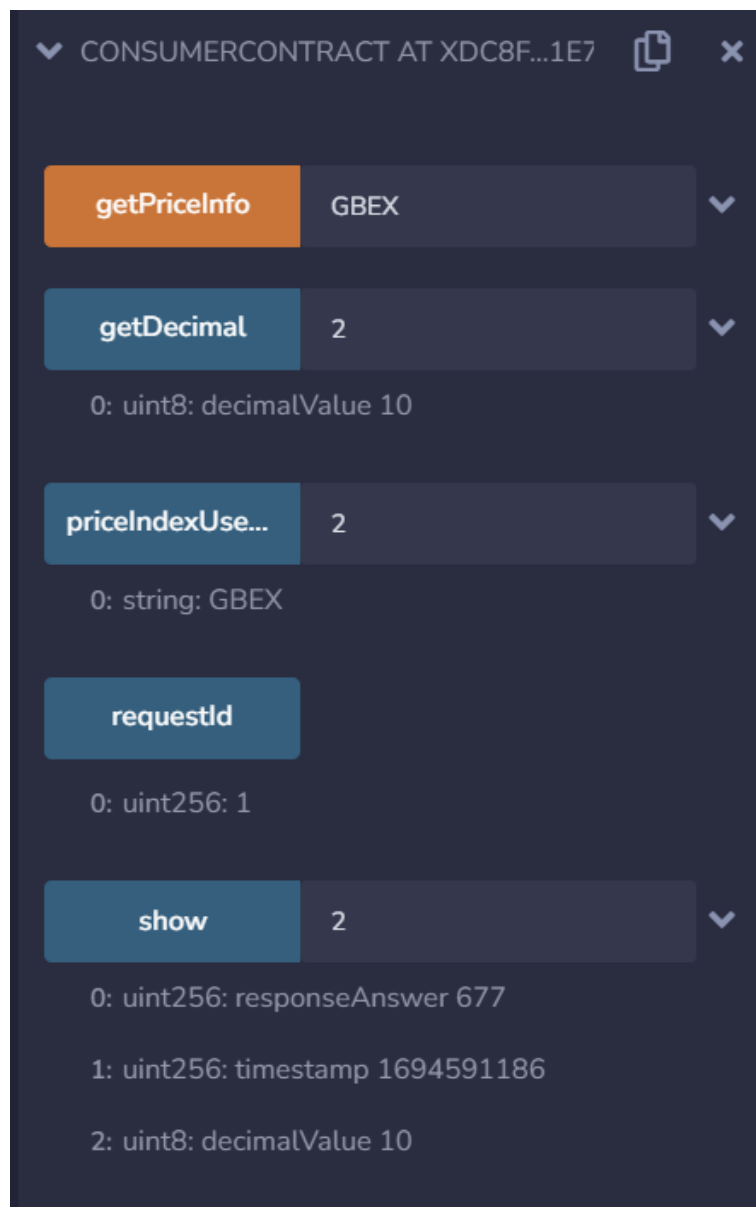 CONSUMERCONTRACT AT XDC8F...1E7
getPriceInfo GBEX
getDecimal 2
0: uint8: decimalValue 10
priceIndexUse... 2
0: string: GBEX
requestId
0: uint256: 1
show 2
0: uint256: responseAnswer 677
1: uint256: timestamp 1694591186
2: uint8: decimalValue 10